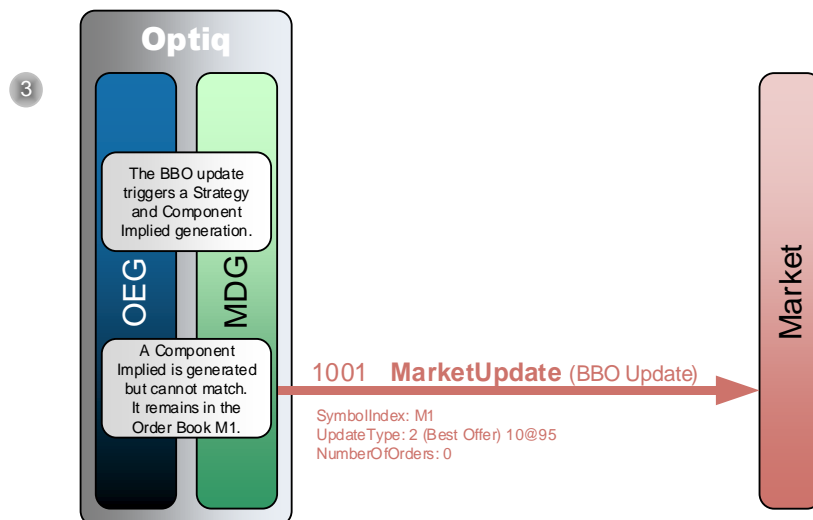 Optiq
3
The BBO update
triggers a Strategy
and Component
Implied generation.
OEG
MDG
Market
A Component
Implied is generated
but cannot match.
It remains in the
Order Book M1.
1001 MarketUpdate (BBO Update)
SymbolIndex: M1
UpdateType: 2 (Best Offer) 10@95
NumberOfOrders: 0